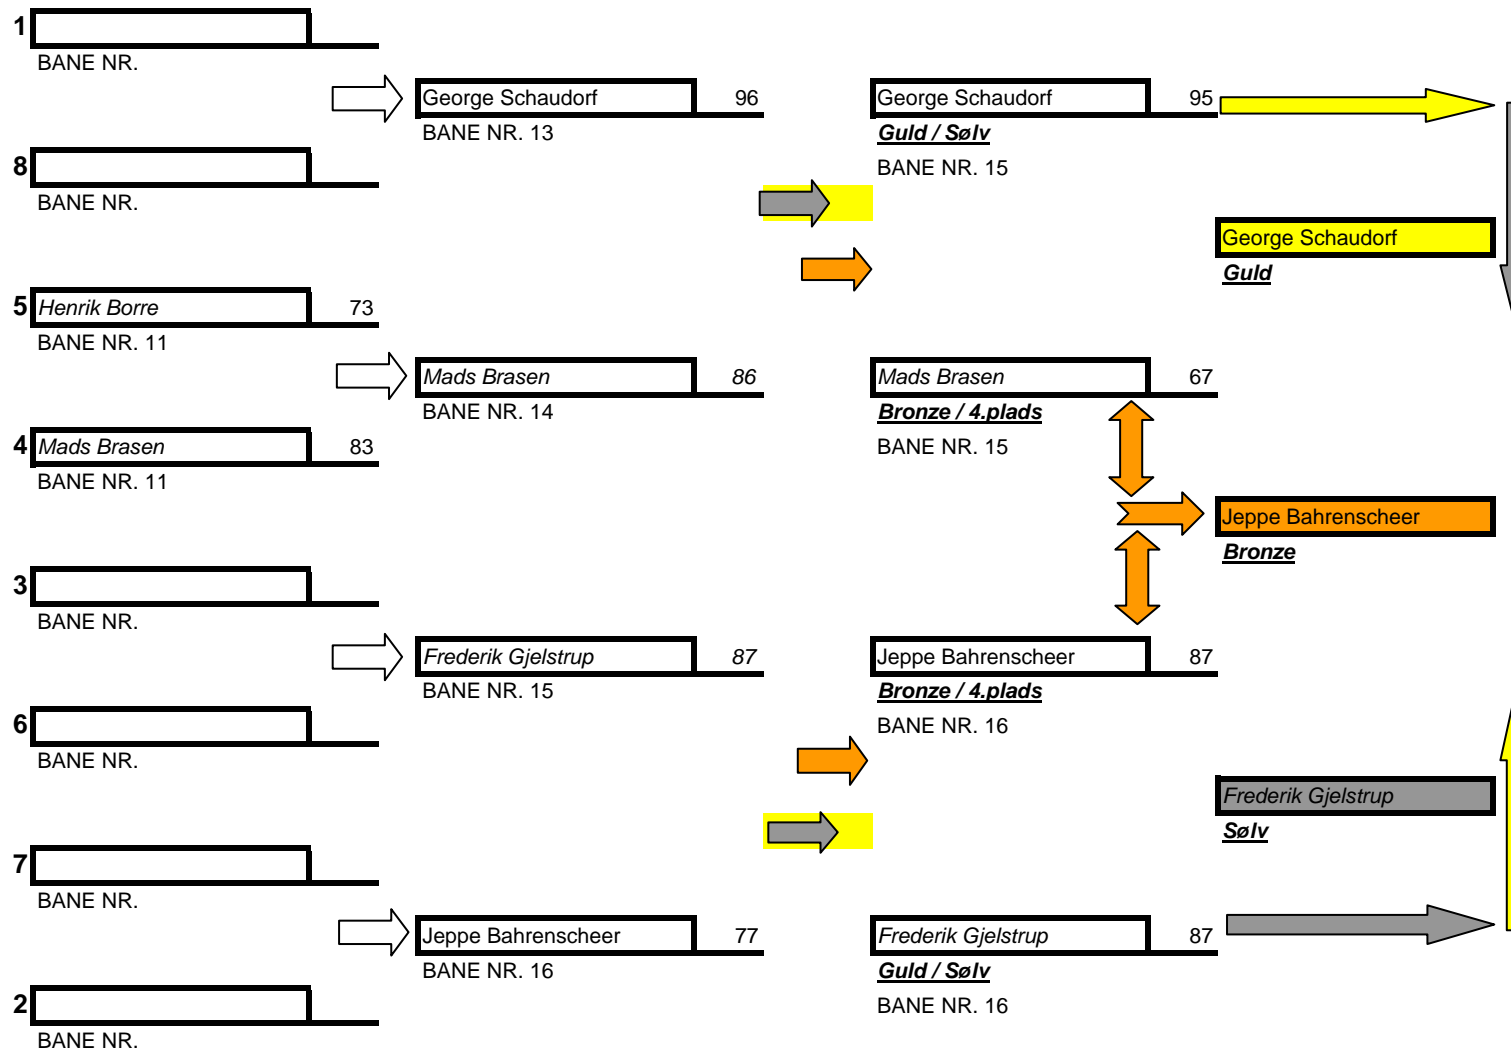 1
BANE NR.
George Schaudorf 96
BANE NR. 13
George Schaudorf 95
Guld / Sølv
BANE NR. 15
8
BANE NR.
George Schaudorf
Guld
5 Henrik Borre 73
BANE NR. 11
Mads Brasen 86
BANE NR. 14
Mads Brasen 67
Bronze / 4.plads
BANE NR. 15
4 Mads Brasen 83
BANE NR. 11
Jeppe Bahrenscheer
Bronze
3
BANE NR.
Frederik Gjelstrup 87
BANE NR. 15
Jeppe Bahrenscheer 87
Bronze / 4.plads
BANE NR. 16
6
BANE NR.
Frederik Gjelstrup
Sølv
7
BANE NR.
Jeppe Bahrenscheer 77
BANE NR. 16
Frederik Gjelstrup 87
Guld / Sølv
BANE NR. 16
2
BANE NR.